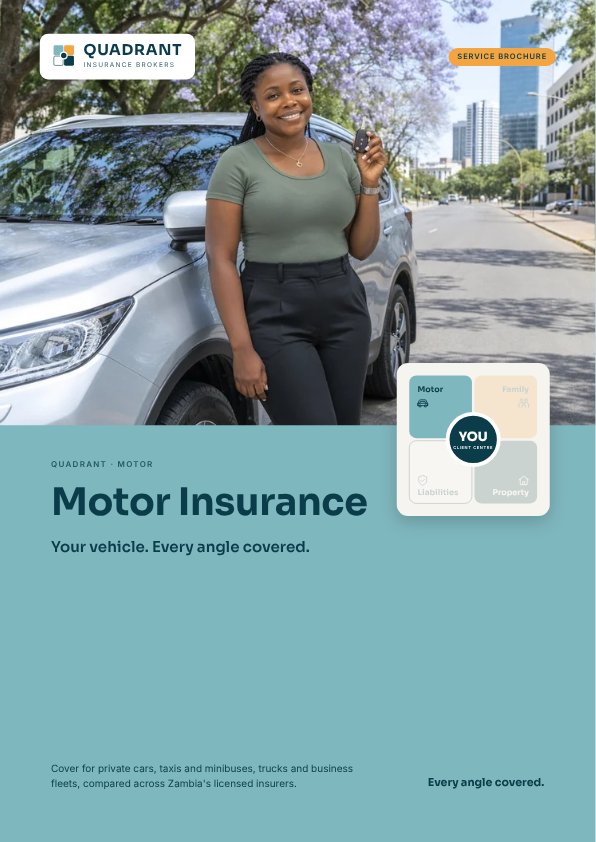 QUADRANT
INSURANCE BROKERS
SERVICE BROCHURE
Motor
Family
YOU
CLIENT CENTRE
Liabilities
Property
QUADRANT · MOTOR
Motor Insurance
Your vehicle. Every angle covered.
Cover for private cars, taxis and minibuses, trucks and business
fleets, compared across Zambia's licensed insurers.
Every angle covered.